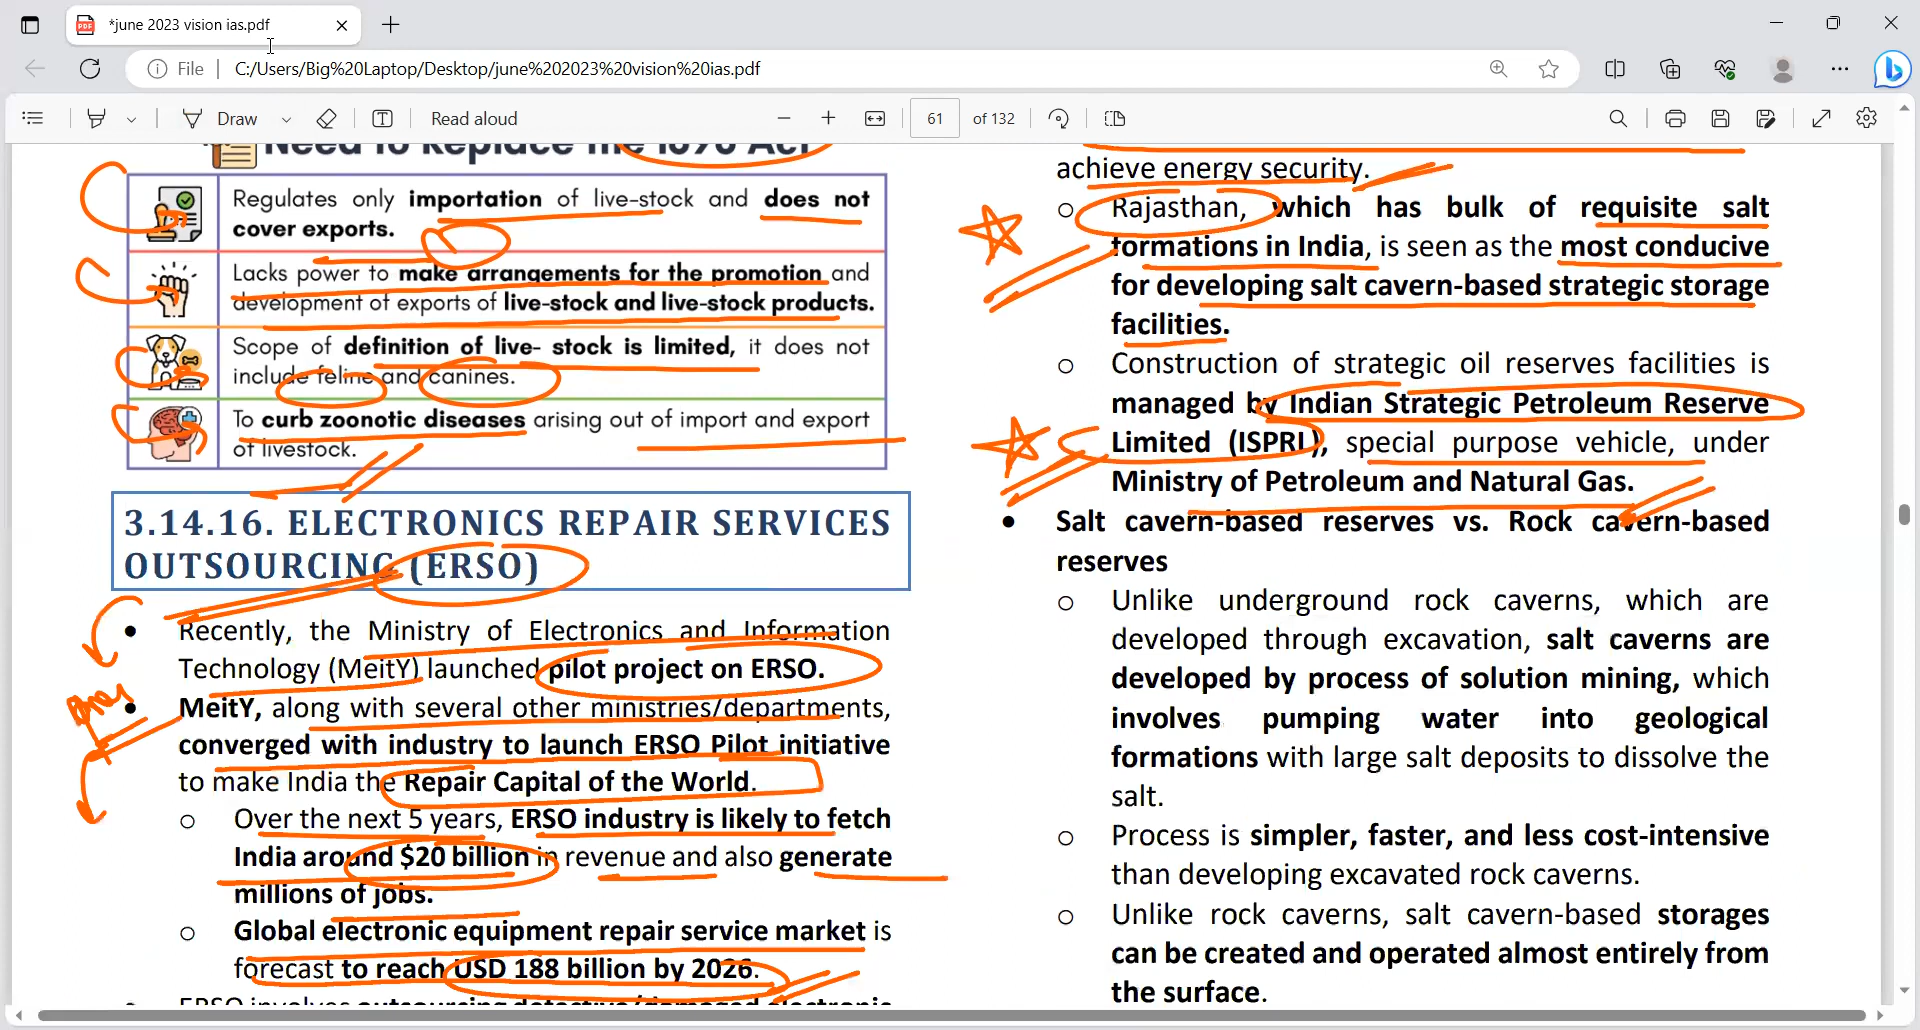 *june 2023 vision ias.pdf
File
C:/Users/Big%20Laptop/Desktop/june%202023%20vision%20ias.pdf
Draw
Read aloud
61
of 132
Need to Replace the 1898 Act
Regulates only importation of live-stock and does not
cover exports.
Lacks power to make arrangements for the promotion and
development of exports of live-stock and live-stock products.
Scope of definition of live- stock is limited, it does not
include feline and canines.
To curb zoonotic diseases arising out of import and export
of livestock.
3.14.16. ELECTRONICS REPAIR SERVICES
OUTSOURCING (ERSO)
• Recently, the Ministry of Electronics and Information
Technology (MeitY) launched pilot project on ERSO.
• MeitY, along with several other ministries/departments,
converged with industry to launch ERSO Pilot initiative
to make India the Repair Capital of the World.
o Over the next 5 years, ERSO industry is likely to fetch
India around $20 billion in revenue and also generate
millions of jobs.
o Global electronic equipment repair service market is
forecast to reach USD 188 billion by 2026.
ERSO involves outsourcing defective/damaged electronic
achieve energy security.
o Rajasthan, which has bulk of requisite salt
formations in India, is seen as the most conducive
for developing salt cavern-based strategic storage
facilities.
o Construction of strategic oil reserves facilities is
managed by Indian Strategic Petroleum Reserve
Limited (ISPRL), special purpose vehicle, under
Ministry of Petroleum and Natural Gas.
• Salt cavern-based reserves vs. Rock cavern-based
reserves
o Unlike underground rock caverns, which are
developed through excavation, salt caverns are
developed by process of solution mining, which
involves pumping water into geological
formations with large salt deposits to dissolve the
salt.
o Process is simpler, faster, and less cost-intensive
than developing excavated rock caverns.
o Unlike rock caverns, salt cavern-based storages
can be created and operated almost entirely from
the surface.